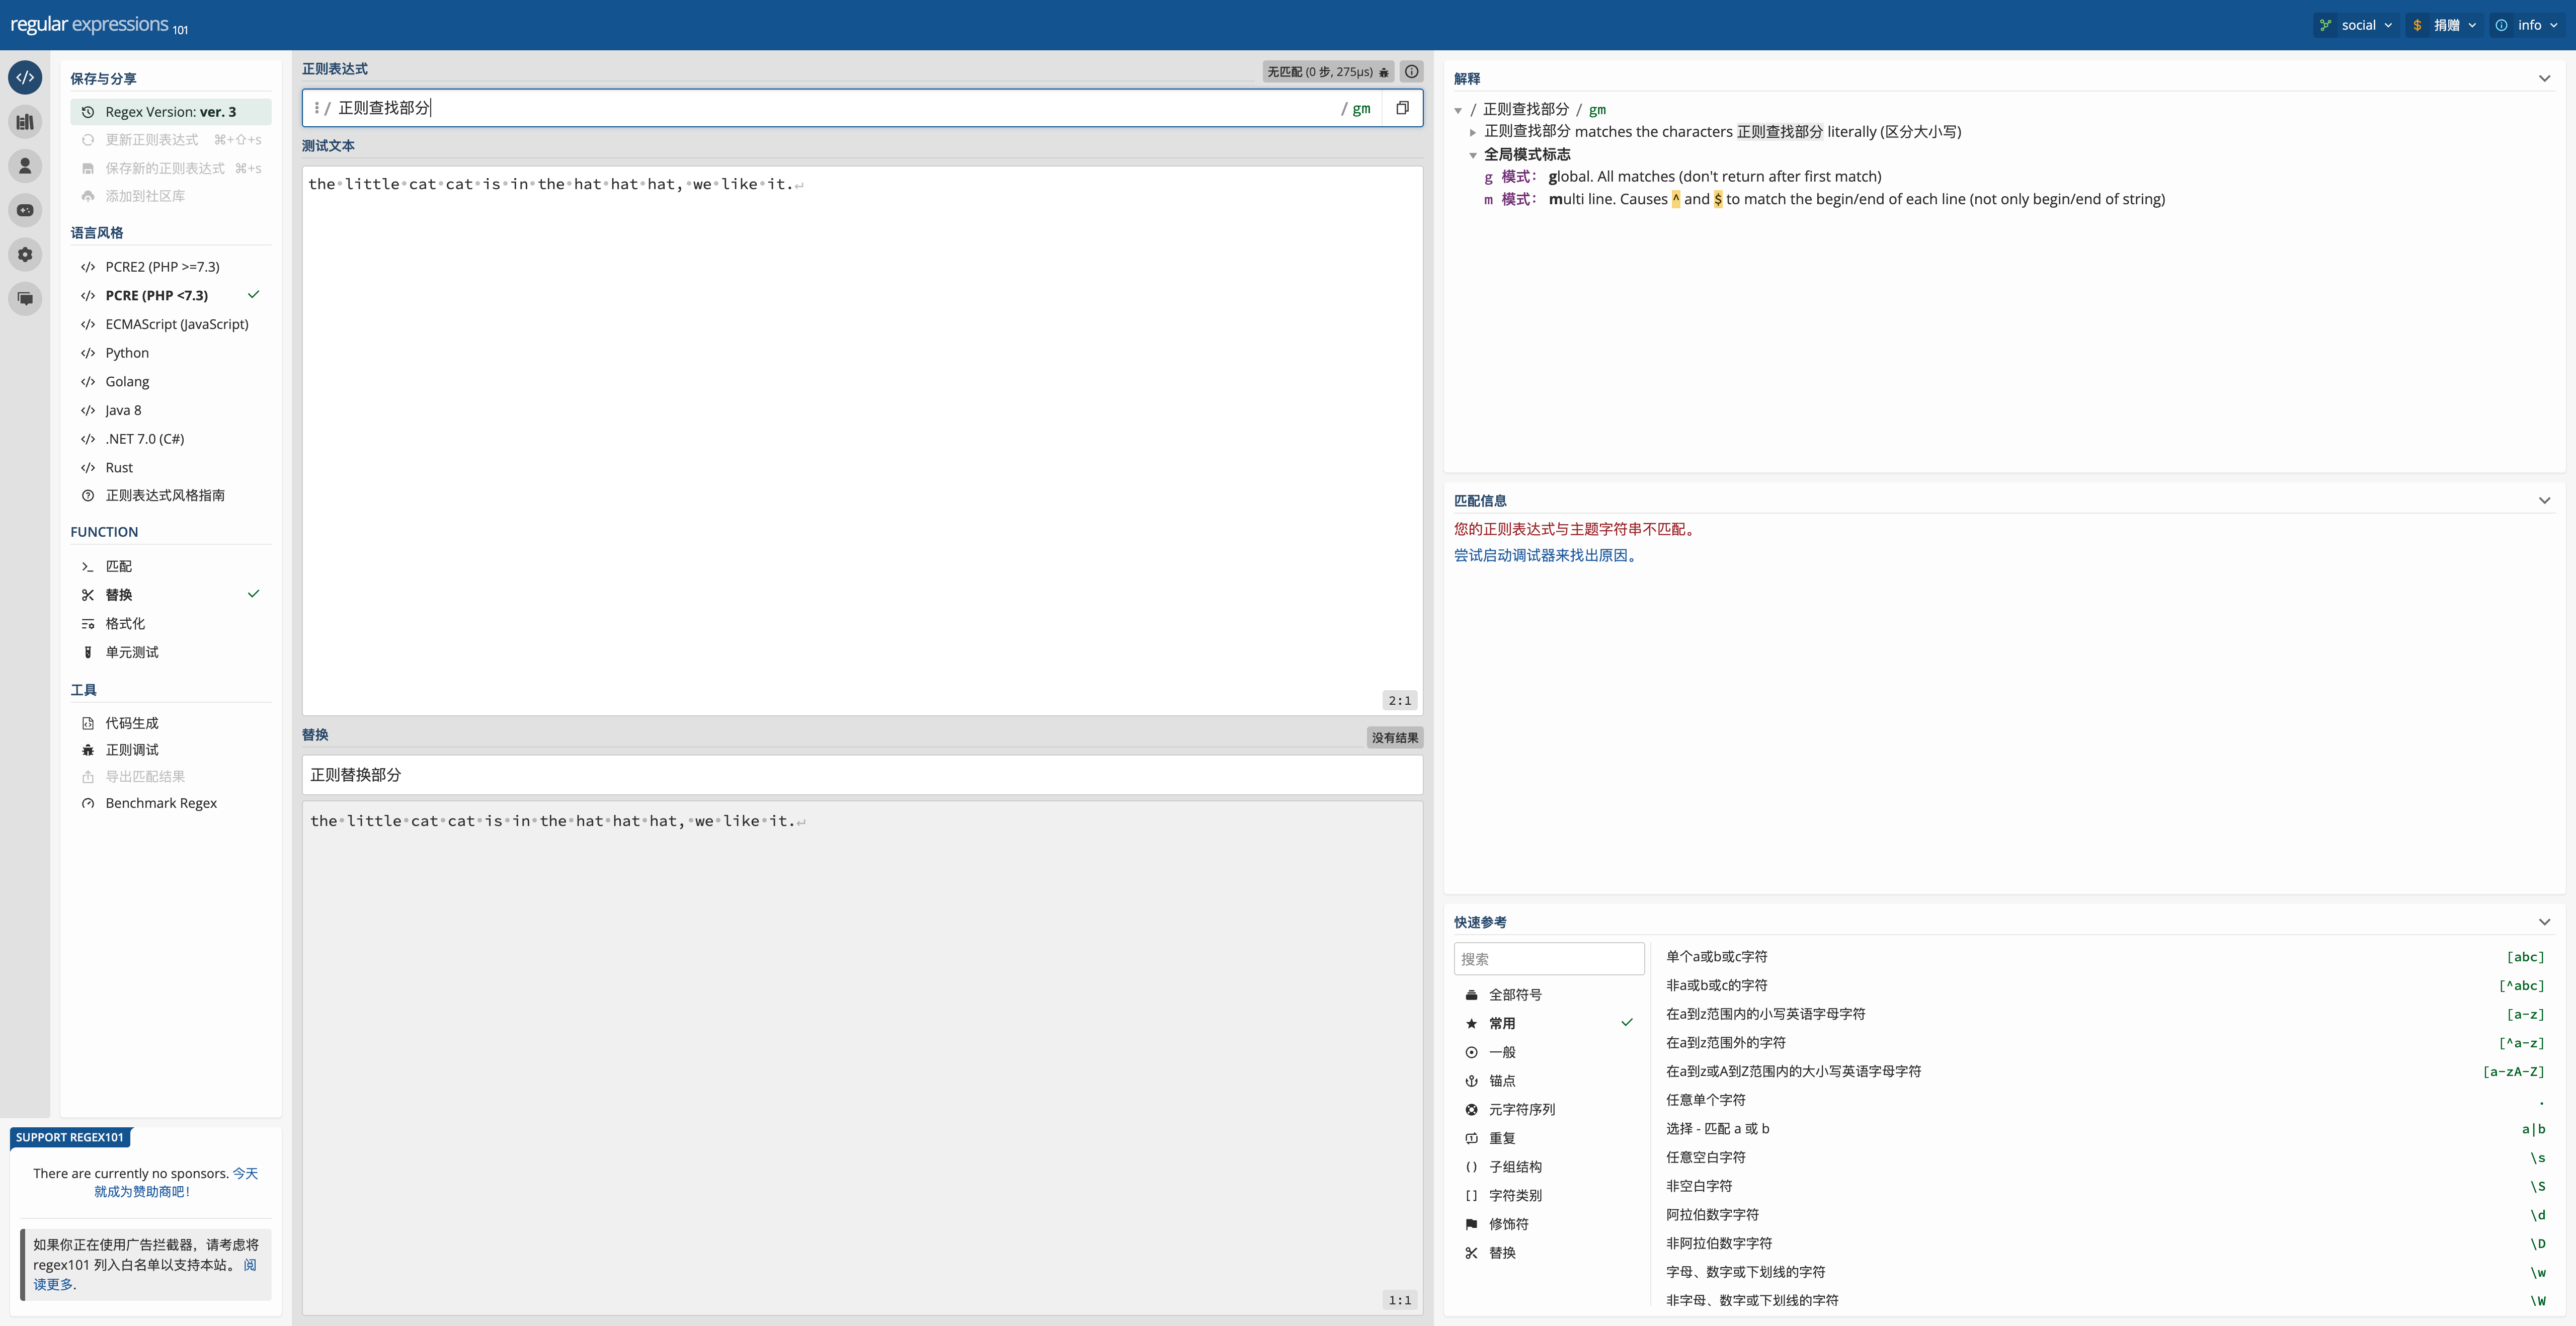 regular expressions 101
social
捐赠
info
保存与分享
Regex Version: ver. 3
更新正则表达式 ⌘+⇧+s
保存新的正则表达式 ⌘+s
添加到社区库
语言风格
</> PCRE2 (PHP >=7.3)
</> PCRE (PHP <7.3)
</> ECMAScript (JavaScript)
</> Python
</> Golang
</> Java 8
</> .NET 7.0 (C#)
</> Rust
正则表达式风格指南
FUNCTION
匹配
替换
格式化
单元测试
工具
代码生成
正则调试
导出匹配结果
Benchmark Regex
SUPPORT REGEX101
There are currently no sponsors. 今天
就成为赞助商吧!
如果你正在使用广告拦截器，请考虑将
regex101 列入白名单以支持本站。 阅
读更多.
正则表达式
无匹配 (0 步, 275μs)
/ 正则查找部分 / gm
测试文本
the little cat cat is in the hat hat hat, we like it.
2:1
替换
没有结果
正则替换部分
the little cat cat is in the hat hat hat, we like it.
1:1
解释
/ 正则查找部分 / gm
正则查找部分 matches the characters 正则查找部分 literally (区分大小写)
全局模式标志
g 模式： global. All matches (don't return after first match)
m 模式： multi line. Causes ^ and $ to match the begin/end of each line (not only begin/end of string)
匹配信息
您的正则表达式与主题字符串不匹配。
尝试启动调试器来找出原因。
快速参考
搜索
全部符号
常用
一般
锚点
元字符序列
重复
() 子组结构
[] 字符类别
修饰符
替换
单个a或b或c字符 [abc]
非a或b或c的字符 [^abc]
在a到z范围内的小写英语字母字符 [a-z]
在a到z范围外的字符 [^a-z]
在a到z或A到Z范围内的大小写英语字母字符 [a-zA-Z]
任意单个字符 .
选择 - 匹配 a 或 b a|b
任意空白字符 \s
非空白字符 \S
阿拉伯数字字符 \d
非阿拉伯数字字符 \D
字母、数字或下划线的字符 \w
非字母、数字或下划线的字符 \W